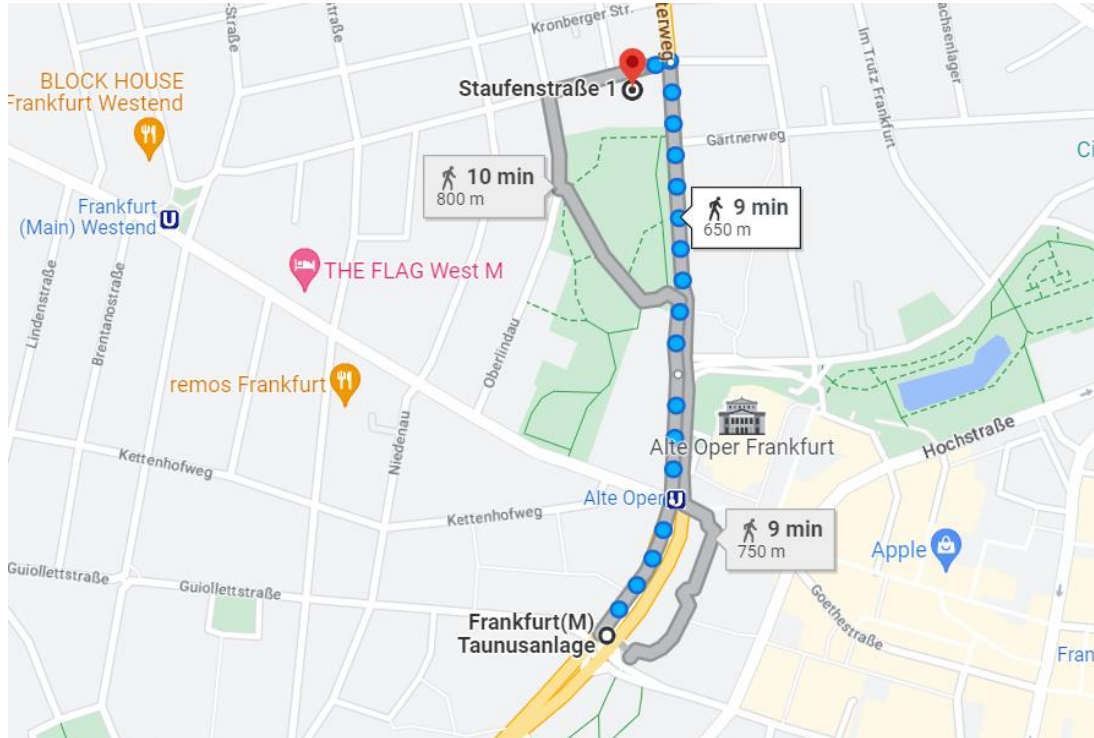 Kronberger Str.
BLOCK HOUSE
Frankfurt Westend
Staufenstraße 1
Im Trutz Frankfurt
Gärtnerweg
10 min
800 m
9 min
650 m
Frankfurt
(Main) Westend
U
THE FLAG West M
Lindenstraße
Brentanostraße
Oberlindau
remos Frankfurt
Niedenau
Alte Oper Frankfurt
Hochstraße
Kettenhofweg
Alte Oper
U
Kettenhofweg
9 min
750 m
Apple
Guiollettstraße
Guiollettstraße
Goethestraße
Frankfurt(M)
Taunusanlage